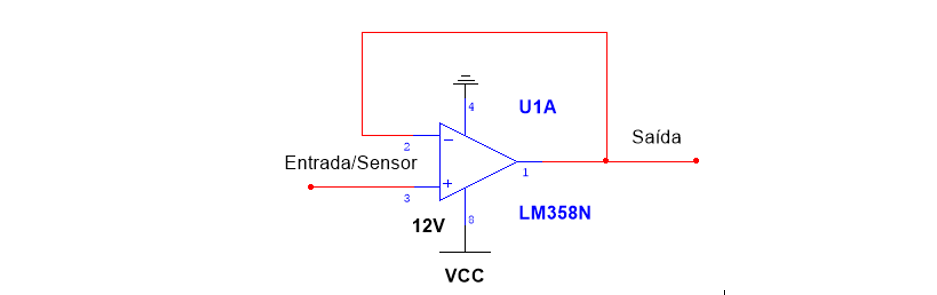 4
U1A
Saída
2
−
Entrada/Sensor
1
+
3
LM358N
12V
8
VCC